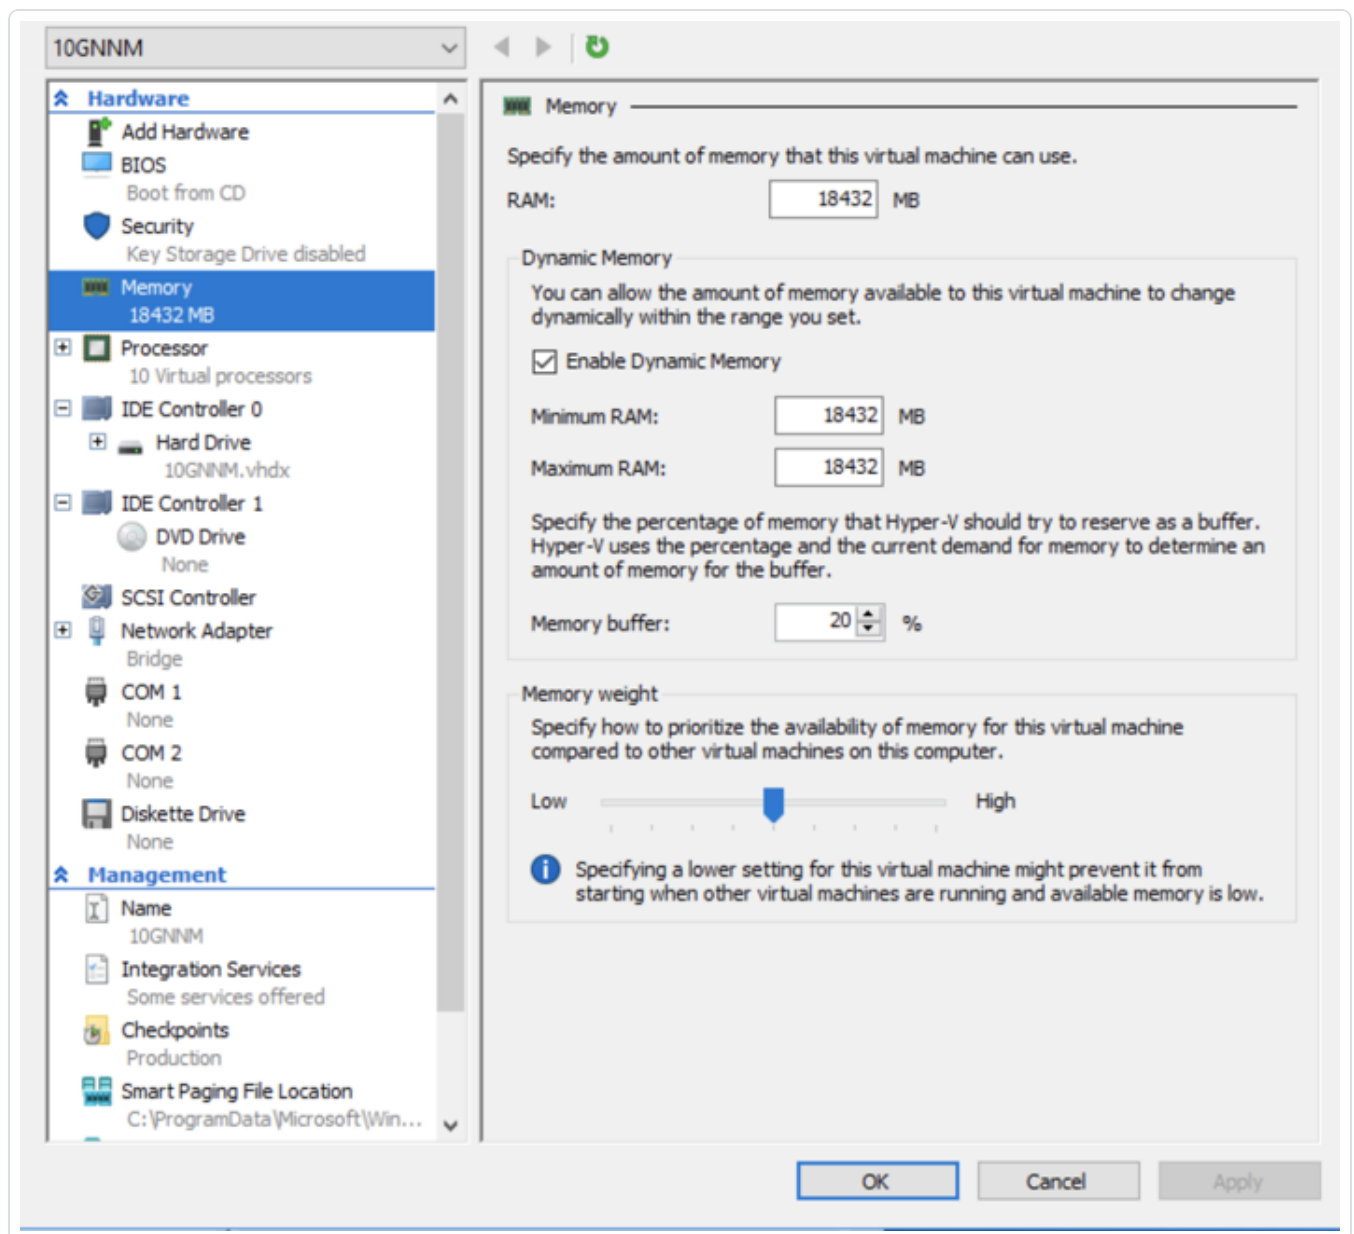 10GNNM
Hardware
Add Hardware
BIOS
Boot from CD
Security
Key Storage Drive disabled
Memory
18432 MB
Processor
10 Virtual processors
IDE Controller 0
Hard Drive
10GNNM.vhdx
IDE Controller 1
DVD Drive
None
SCSI Controller
Network Adapter
Bridge
COM 1
None
COM 2
None
Diskette Drive
None
Management
Name
10GNNM
Integration Services
Some services offered
Checkpoints
Production
Smart Paging File Location
C:\ProgramData\Microsoft\Win...
Memory
Specify the amount of memory that this virtual machine can use.
RAM: 18432 MB
Dynamic Memory
You can allow the amount of memory available to this virtual machine to change
dynamically within the range you set.
Enable Dynamic Memory
Minimum RAM: 18432 MB
Maximum RAM: 18432 MB
Specify the percentage of memory that Hyper-V should try to reserve as a buffer.
Hyper-V uses the percentage and the current demand for memory to determine an
amount of memory for the buffer.
Memory buffer: 20 %
Memory weight
Specify how to prioritize the availability of memory for this virtual machine
compared to other virtual machines on this computer.
Low High
Specifying a lower setting for this virtual machine might prevent it from
starting when other virtual machines are running and available memory is low.
OK Cancel Apply